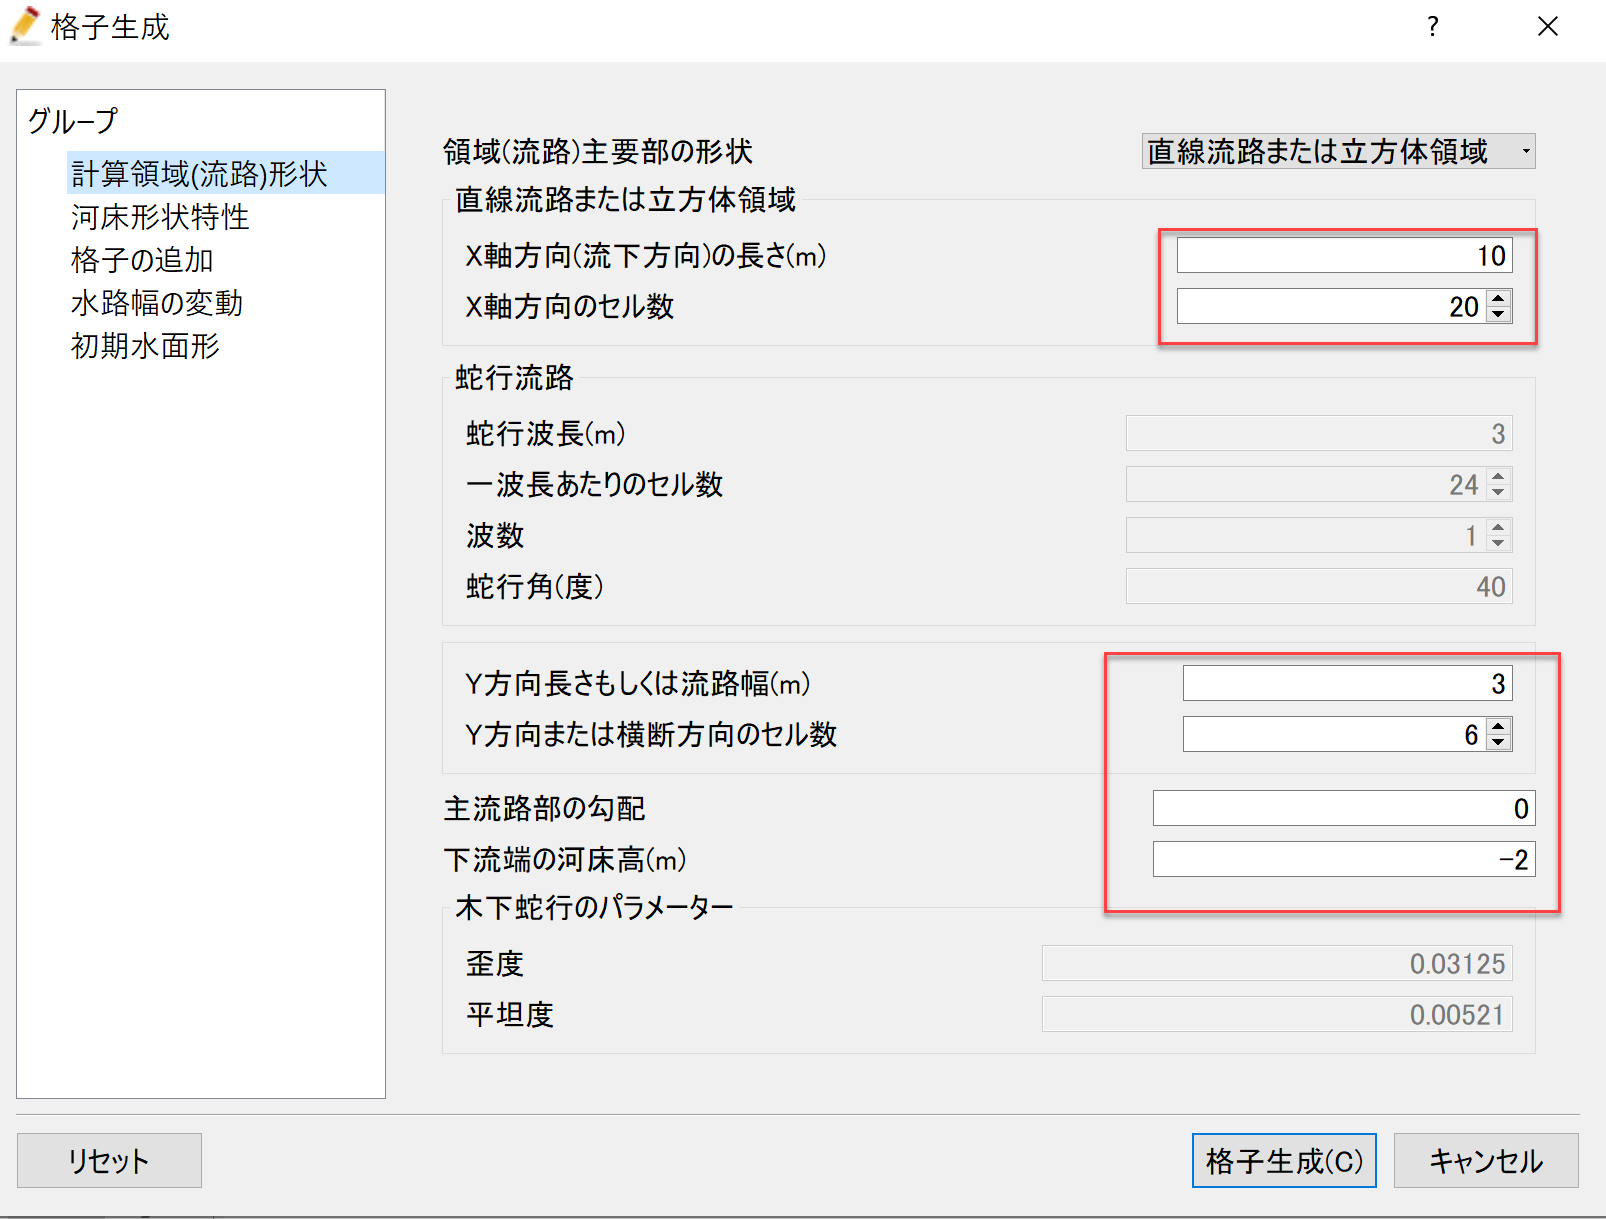 格子生成
?
グループ
計算領域(流路)形状
河床形状特性
格子の追加
水路幅の変動
初期水面形
領域(流路)主要部の形状 直線流路または立方体領域
直線流路または立方体領域
X軸方向(流下方向)の長さ(m) 10
X軸方向のセル数 20
蛇行流路
蛇行波長(m) 3
一波長あたりのセル数 24
波数 1
蛇行角(度) 40
Y方向長さもしくは流路幅(m) 3
Y方向または横断方向のセル数 6
主流路部の勾配 0
下流端の河床高(m) -2
木下蛇行のパラメーター
歪度 0.03125
平坦度 0.00521
リセット 格子生成(C) キャンセル